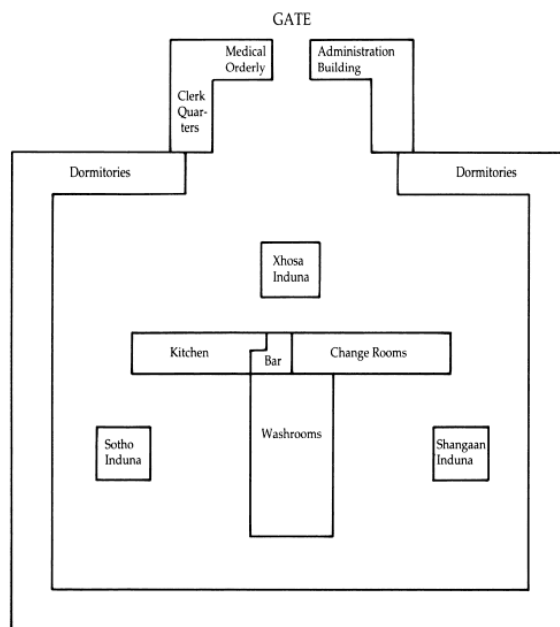 GATE
Medical
Orderly
Administration
Building
Clerk
Quar-
ters
Dormitories
Dormitories
Xhosa
Induna
Kitchen
Bar
Change Rooms
Washrooms
Sotho
Induna
Shangaan
Induna